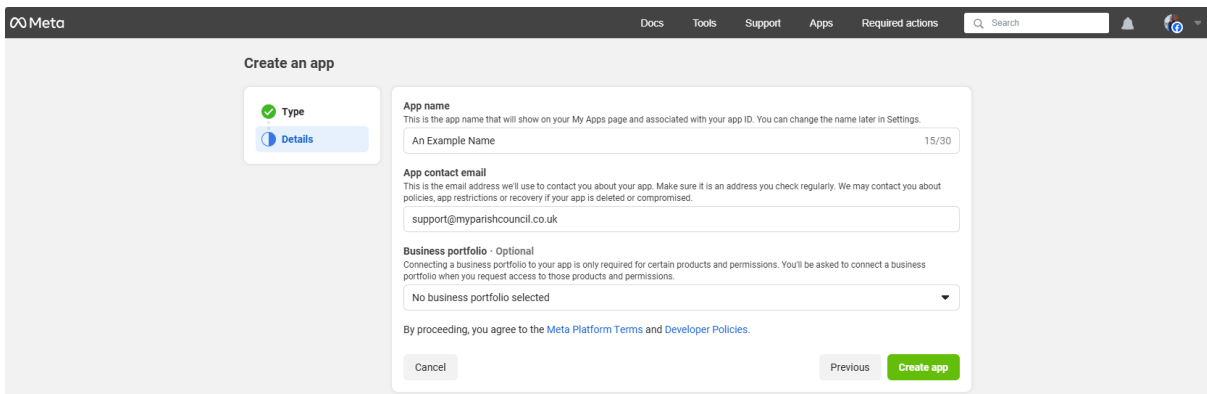 Meta
Docs Tools Support Apps Required actions Search
Create an app
Type
Details
App name
This is the app name that will show on your My Apps page and associated with your app ID. You can change the name later in Settings.
An Example Name 15/30
App contact email
This is the email address we'll use to contact you about your app. Make sure it is an address you check regularly. We may contact you about
policies, app restrictions or recovery if your app is deleted or compromised.
support@myparishcouncil.co.uk
Business portfolio · Optional
Connecting a business portfolio to your app is only required for certain products and permissions. You'll be asked to connect a business
portfolio when you request access to those products and permissions.
No business portfolio selected
By proceeding, you agree to the Meta Platform Terms and Developer Policies.
Cancel Previous Create app